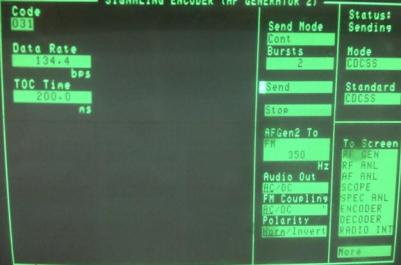 SIGNALING ENCODER (AF GENERATOR 2)
Code
031
Data Rate
134.4
bps
TOC Time
200.0
ms
Send Mode
Cont
Bursts
2
Send
Stop
AFGen2 To
FM
350
Hz
Audio Out
AC/DC
FM Coupling
AC/DC
Polarity
Norm/Invert
Status:
Sending
Mode
CDCSS
Standard
CDCSS
To Screen
RF GEN
RF ANL
AF ANL
SCOPE
SPEC ANL
ENCODER
DECODER
RADIO INT
More